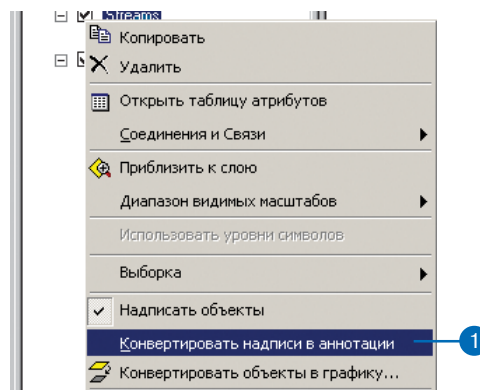 Streams
Копировать
Удалить
Открыть таблицу атрибутов
Соединения и Связи
Приблизить к слою
Диапазон видимых масштабов
Использовать уровни символов
Выборка
Надписать объекты
Конвертировать надписи в аннотации
1
Конвертировать объекты в графику...